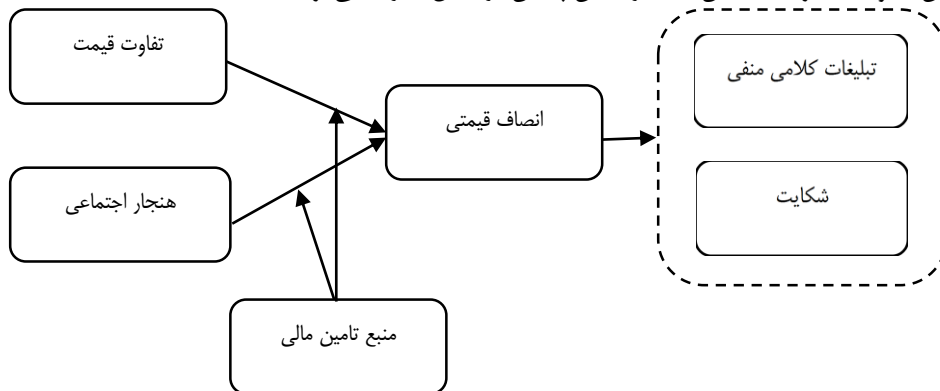 تفاوت قیمت
تبلیغات کلامی منفی
انصاف قیمتی
هنجار اجتماعی
شکایت
منبع تامین مالی